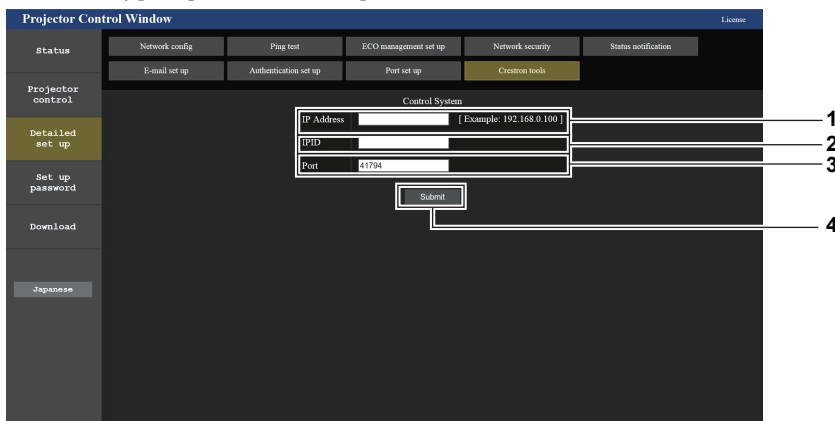 Projector Control Window License
Status
Network config Ping test ECO management set up Network security Status notification
E-mail set up Authentication set up Port set up Crestron tools
Projector
control
Control System
IP Address [ Example: 192.168.0.100 ] 1
Detailed
set up
IPID 2
Port 41794 3
Set up
password
Submit
Download 4
Japanese